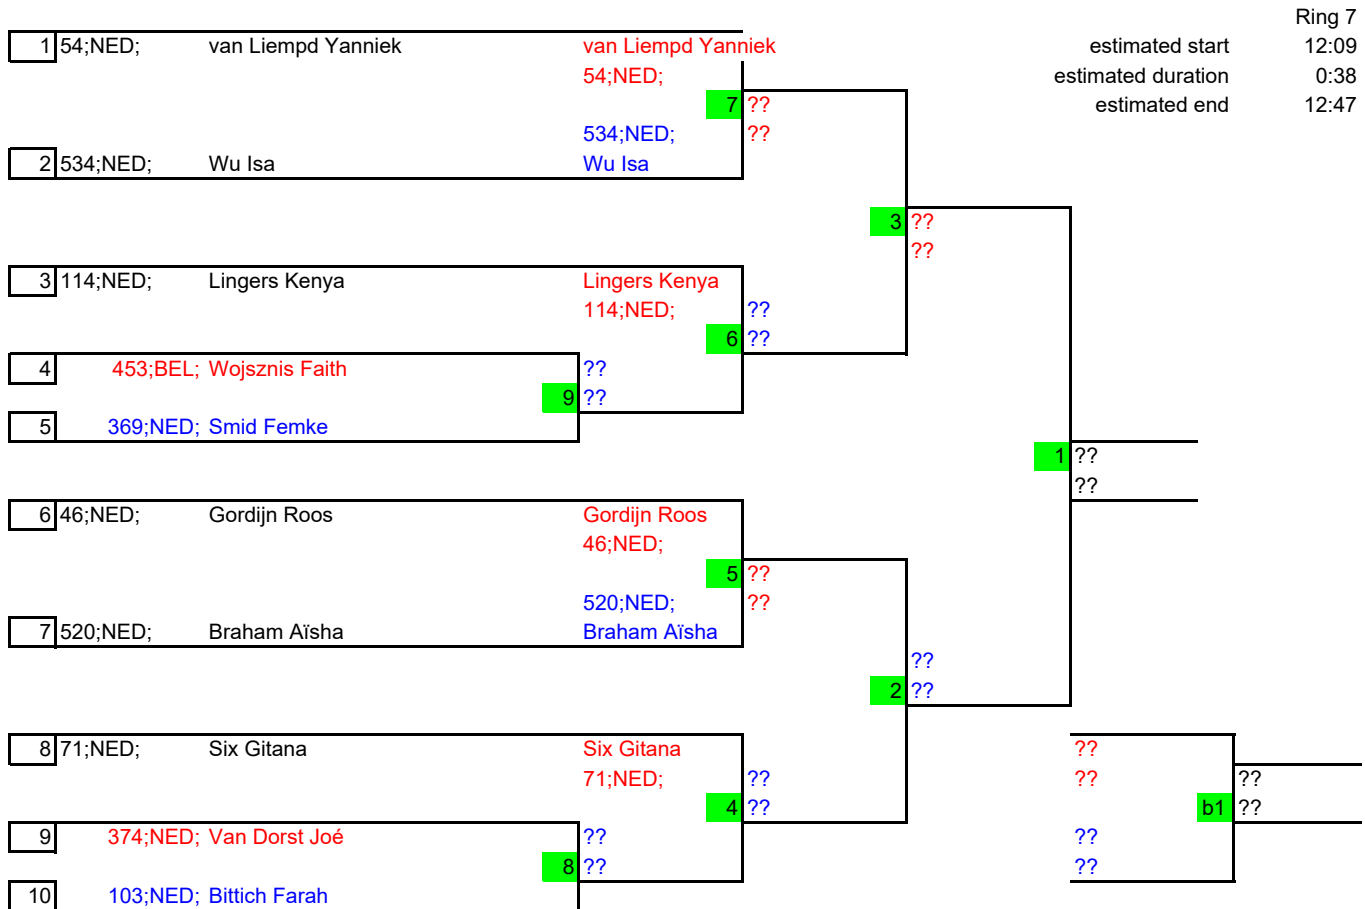 Ring 7
1 54;NED; van Liempd Yanniek van Liempd Yanniek estimated start 12:09
54;NED; estimated duration 0:38
7 ?? estimated end 12:47
534;NED; ??
2 534;NED; Wu Isa Wu Isa
3 ??
??
3 114;NED; Lingers Kenya Lingers Kenya
114;NED; ??
6 ??
4 453;BEL; Wojsznis Faith ??
9 ??
5 369;NED; Smid Femke
1 ??
??
6 46;NED; Gordijn Roos Gordijn Roos
46;NED;
5 ??
520;NED; ??
7 520;NED; Braham Aïsha Braham Aïsha
??
2 ??
8 71;NED; Six Gitana Six Gitana ??
71;NED; ?? ?? ??
4 ?? b1 ??
9 374;NED; Van Dorst Joé ?? ??
8 ?? ??
10 103;NED; Bittich Farah